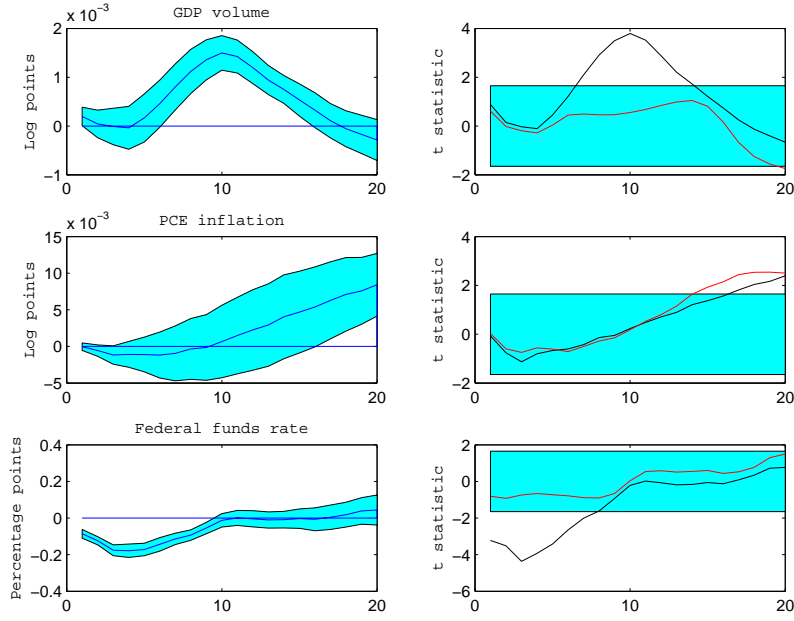 GDP volume
x 10⁻³
2
1
0
−1
Log points
0 10 20
4
2
0
−2
t statistic
0 10 20
PCE inflation
x 10⁻³
15
10
5
0
−5
Log points
0 10 20
4
2
0
−2
t statistic
0 10 20
Federal funds rate
0.4
0.2
0
−0.2
−0.4
Percentage points
0 10 20
2
0
−2
−4
−6
t statistic
0 10 20